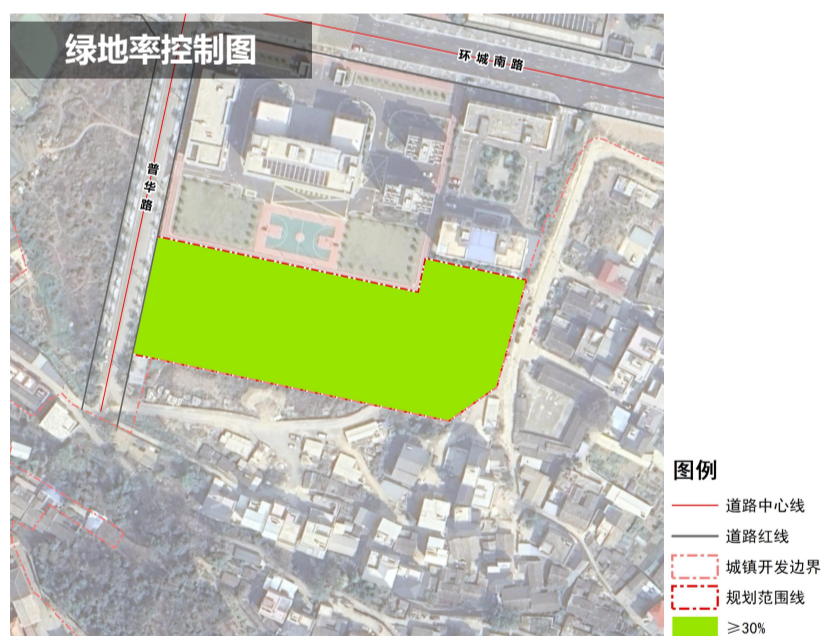 绿地率控制图
环城南路
普华路
图例
道路中心线
道路红线
城镇开发边界
规划范围线
≥30%